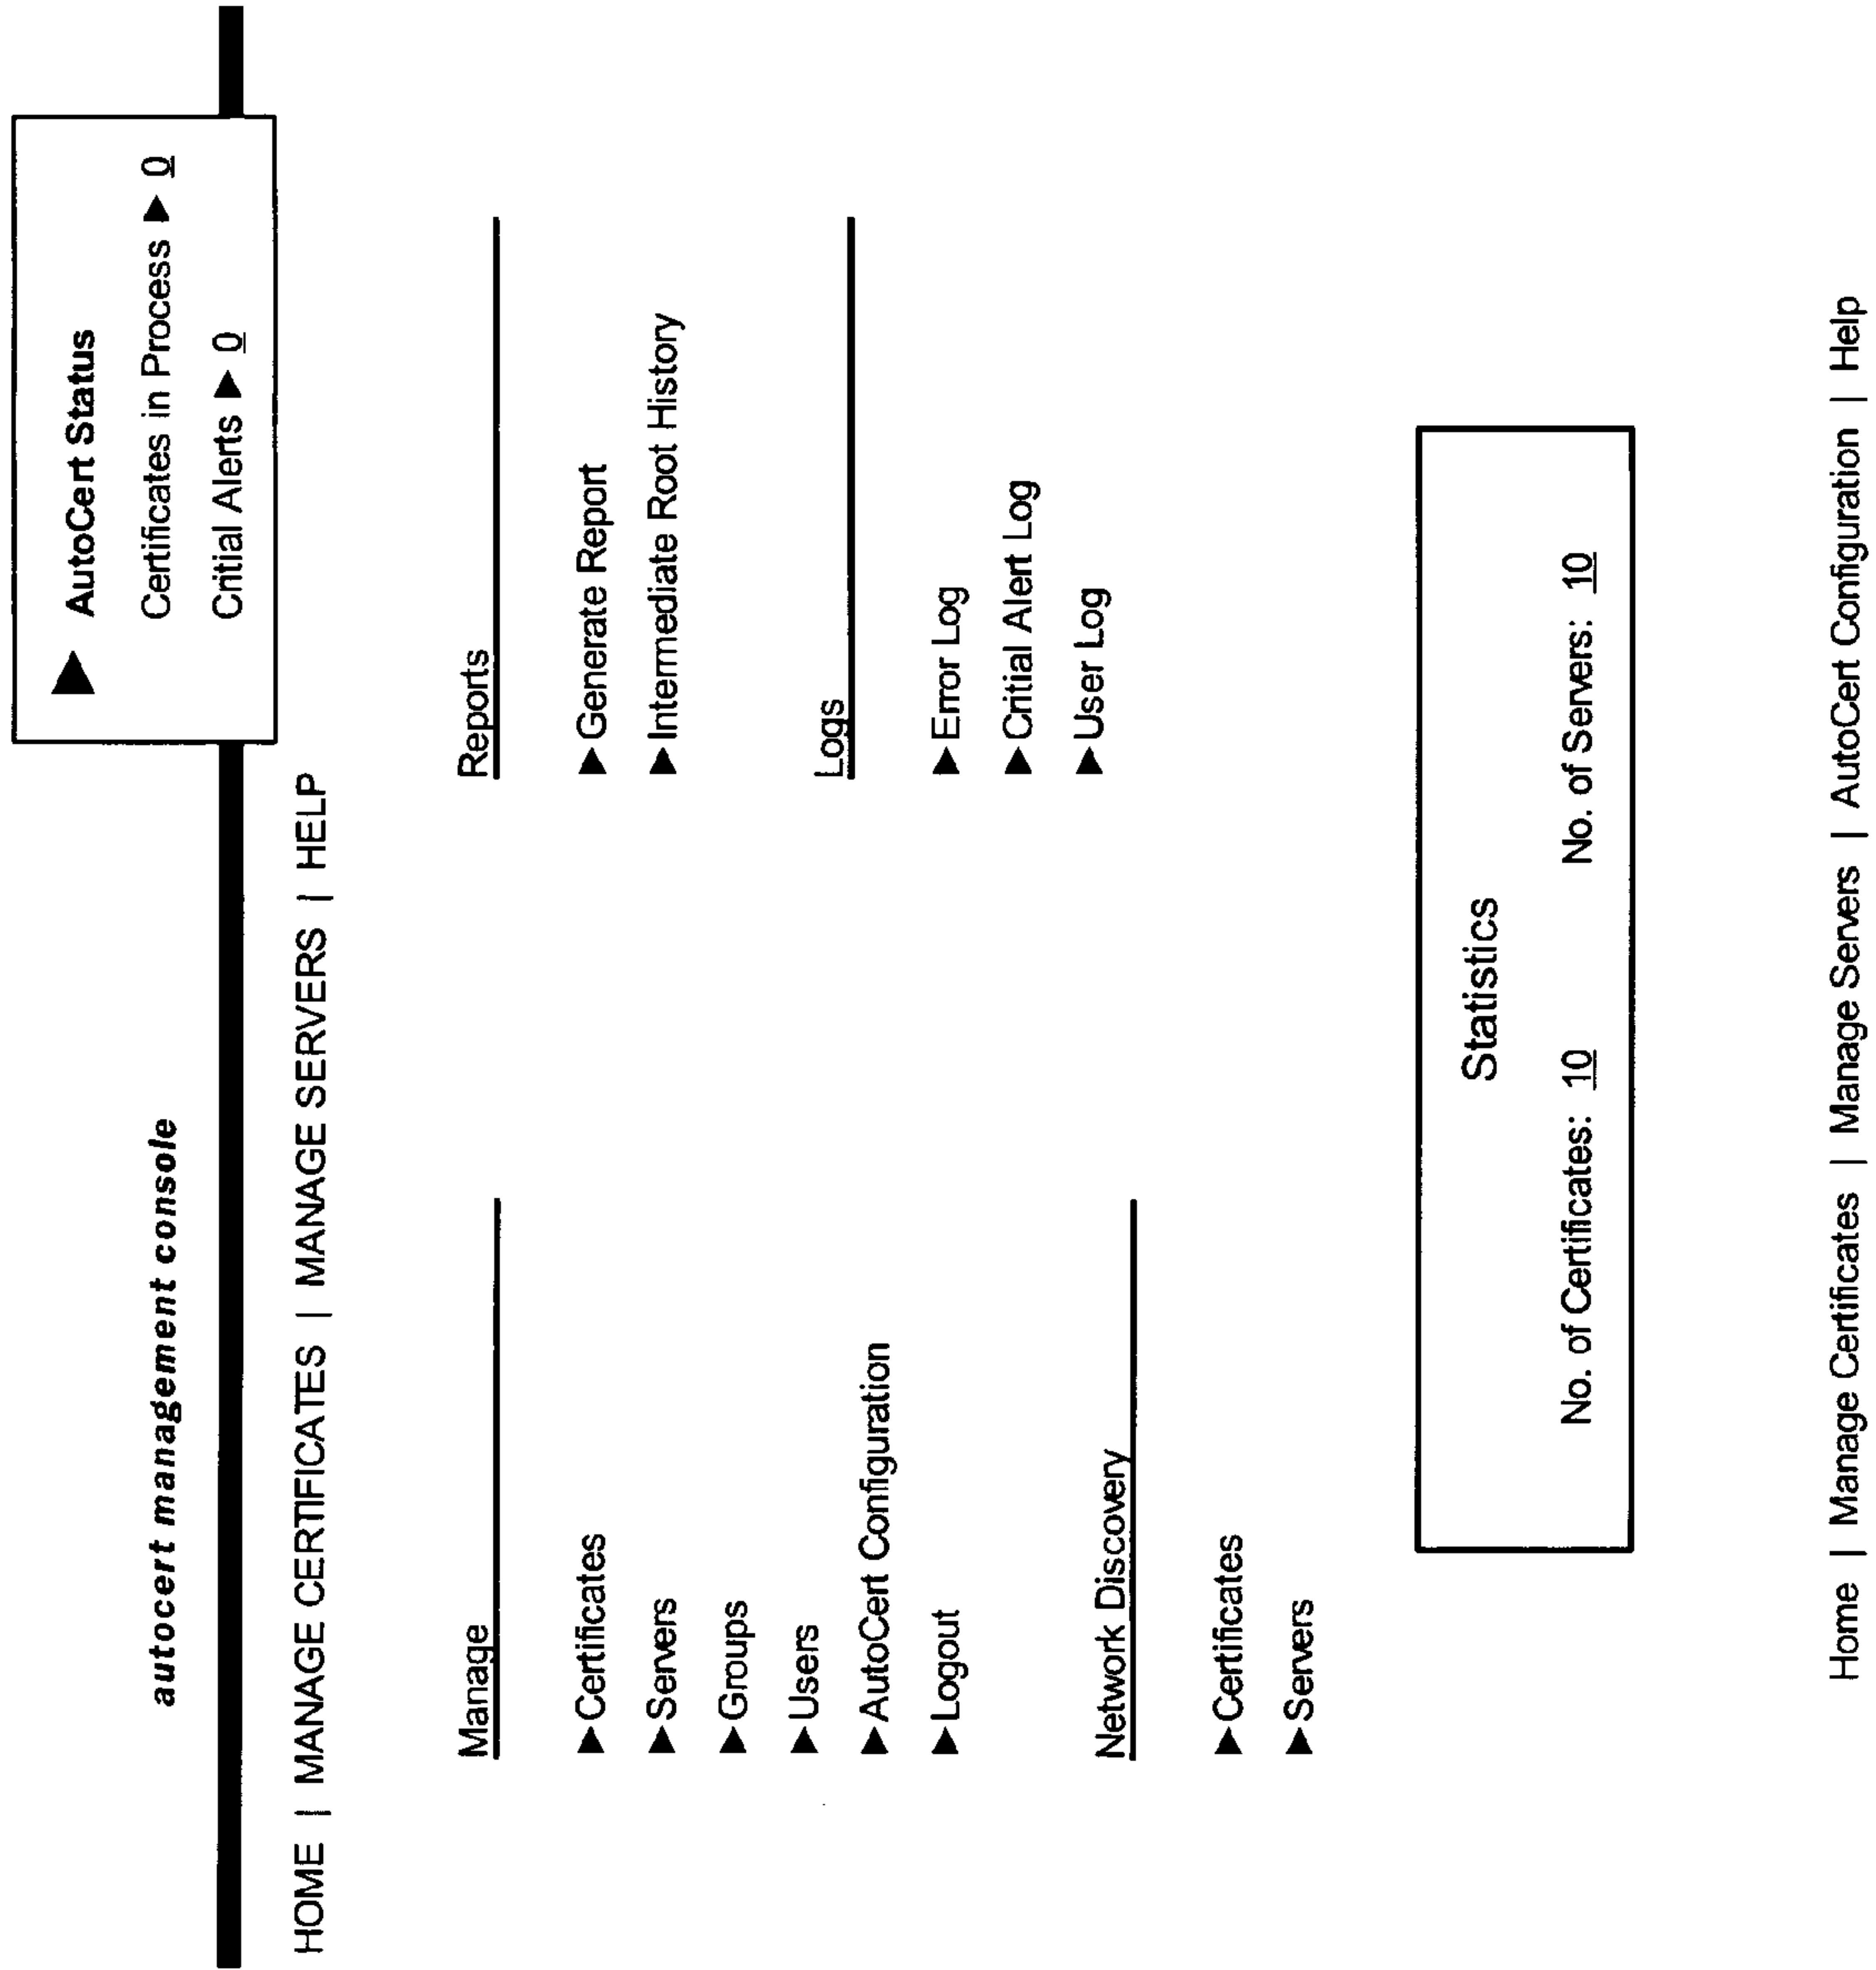 autocert management console
▶ AutoCert Status
Certificates in Process ▶ 0
Critial Alerts ▶ 0
HOME | MANAGE CERTIFICATES | MANAGE SERVERS | HELP
Manage
▶Certificates
▶Servers
▶Groups
▶Users
▶AutoCert Configuration
▶Logout
Network Discovery
▶Certificates
▶Servers
Reports
▶Generate Report
▶Intermediate Root History
Logs
▶Error Log
▶Critial Alert Log
▶User Log
Statistics
No. of Certificates: 10 No. of Servers: 10
Home | Manage Certificates | Manage Servers | AutoCert Configuration | Help